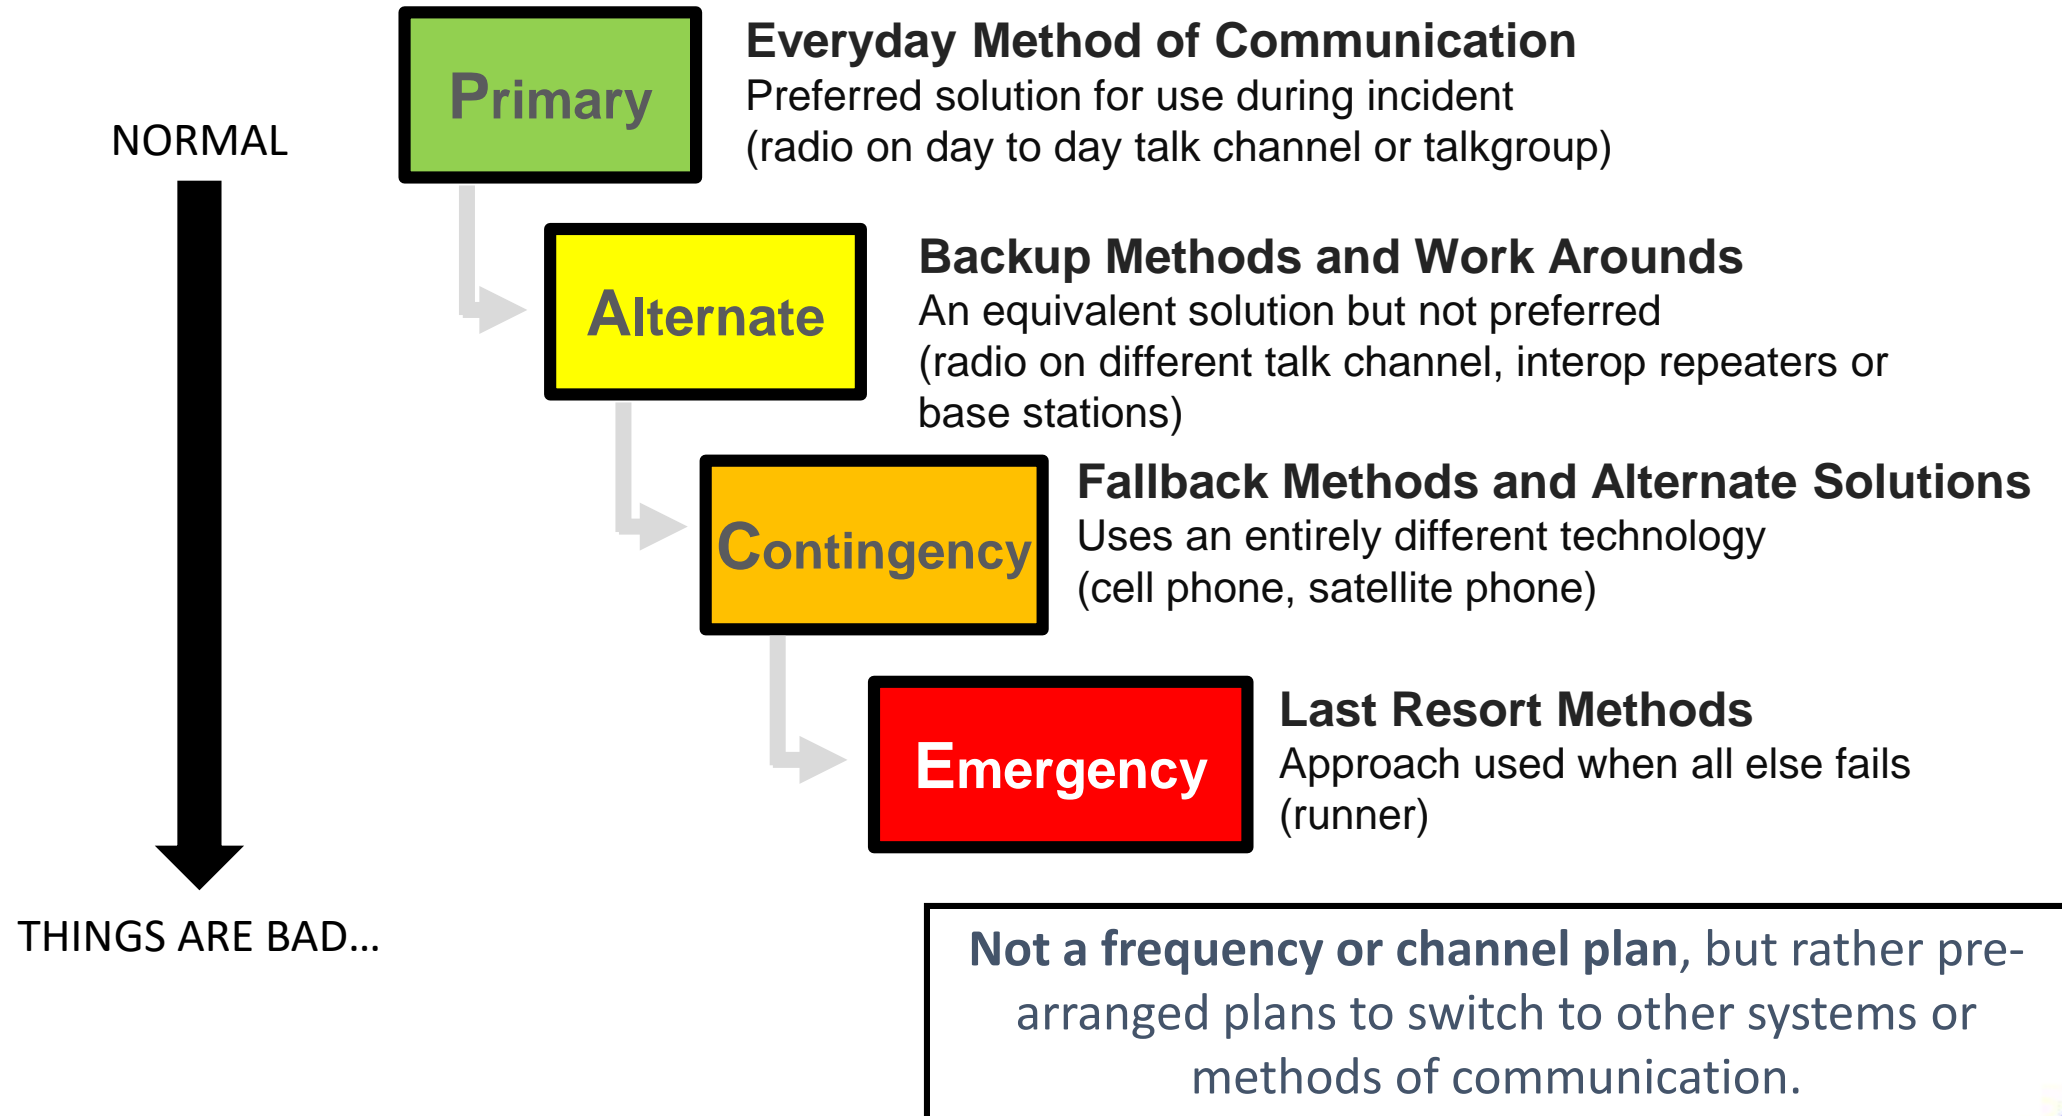 Primary
Everyday Method of Communication
Preferred solution for use during incident
(radio on day to day talk channel or talkgroup)
NORMAL
Alternate
Backup Methods and Work Arounds
An equivalent solution but not preferred
(radio on different talk channel, interop repeaters or
base stations)
Contingency
Fallback Methods and Alternate Solutions
Uses an entirely different technology
(cell phone, satellite phone)
Emergency
Last Resort Methods
Approach used when all else fails
(runner)
THINGS ARE BAD...
Not a frequency or channel plan, but rather pre-
arranged plans to switch to other systems or
methods of communication.